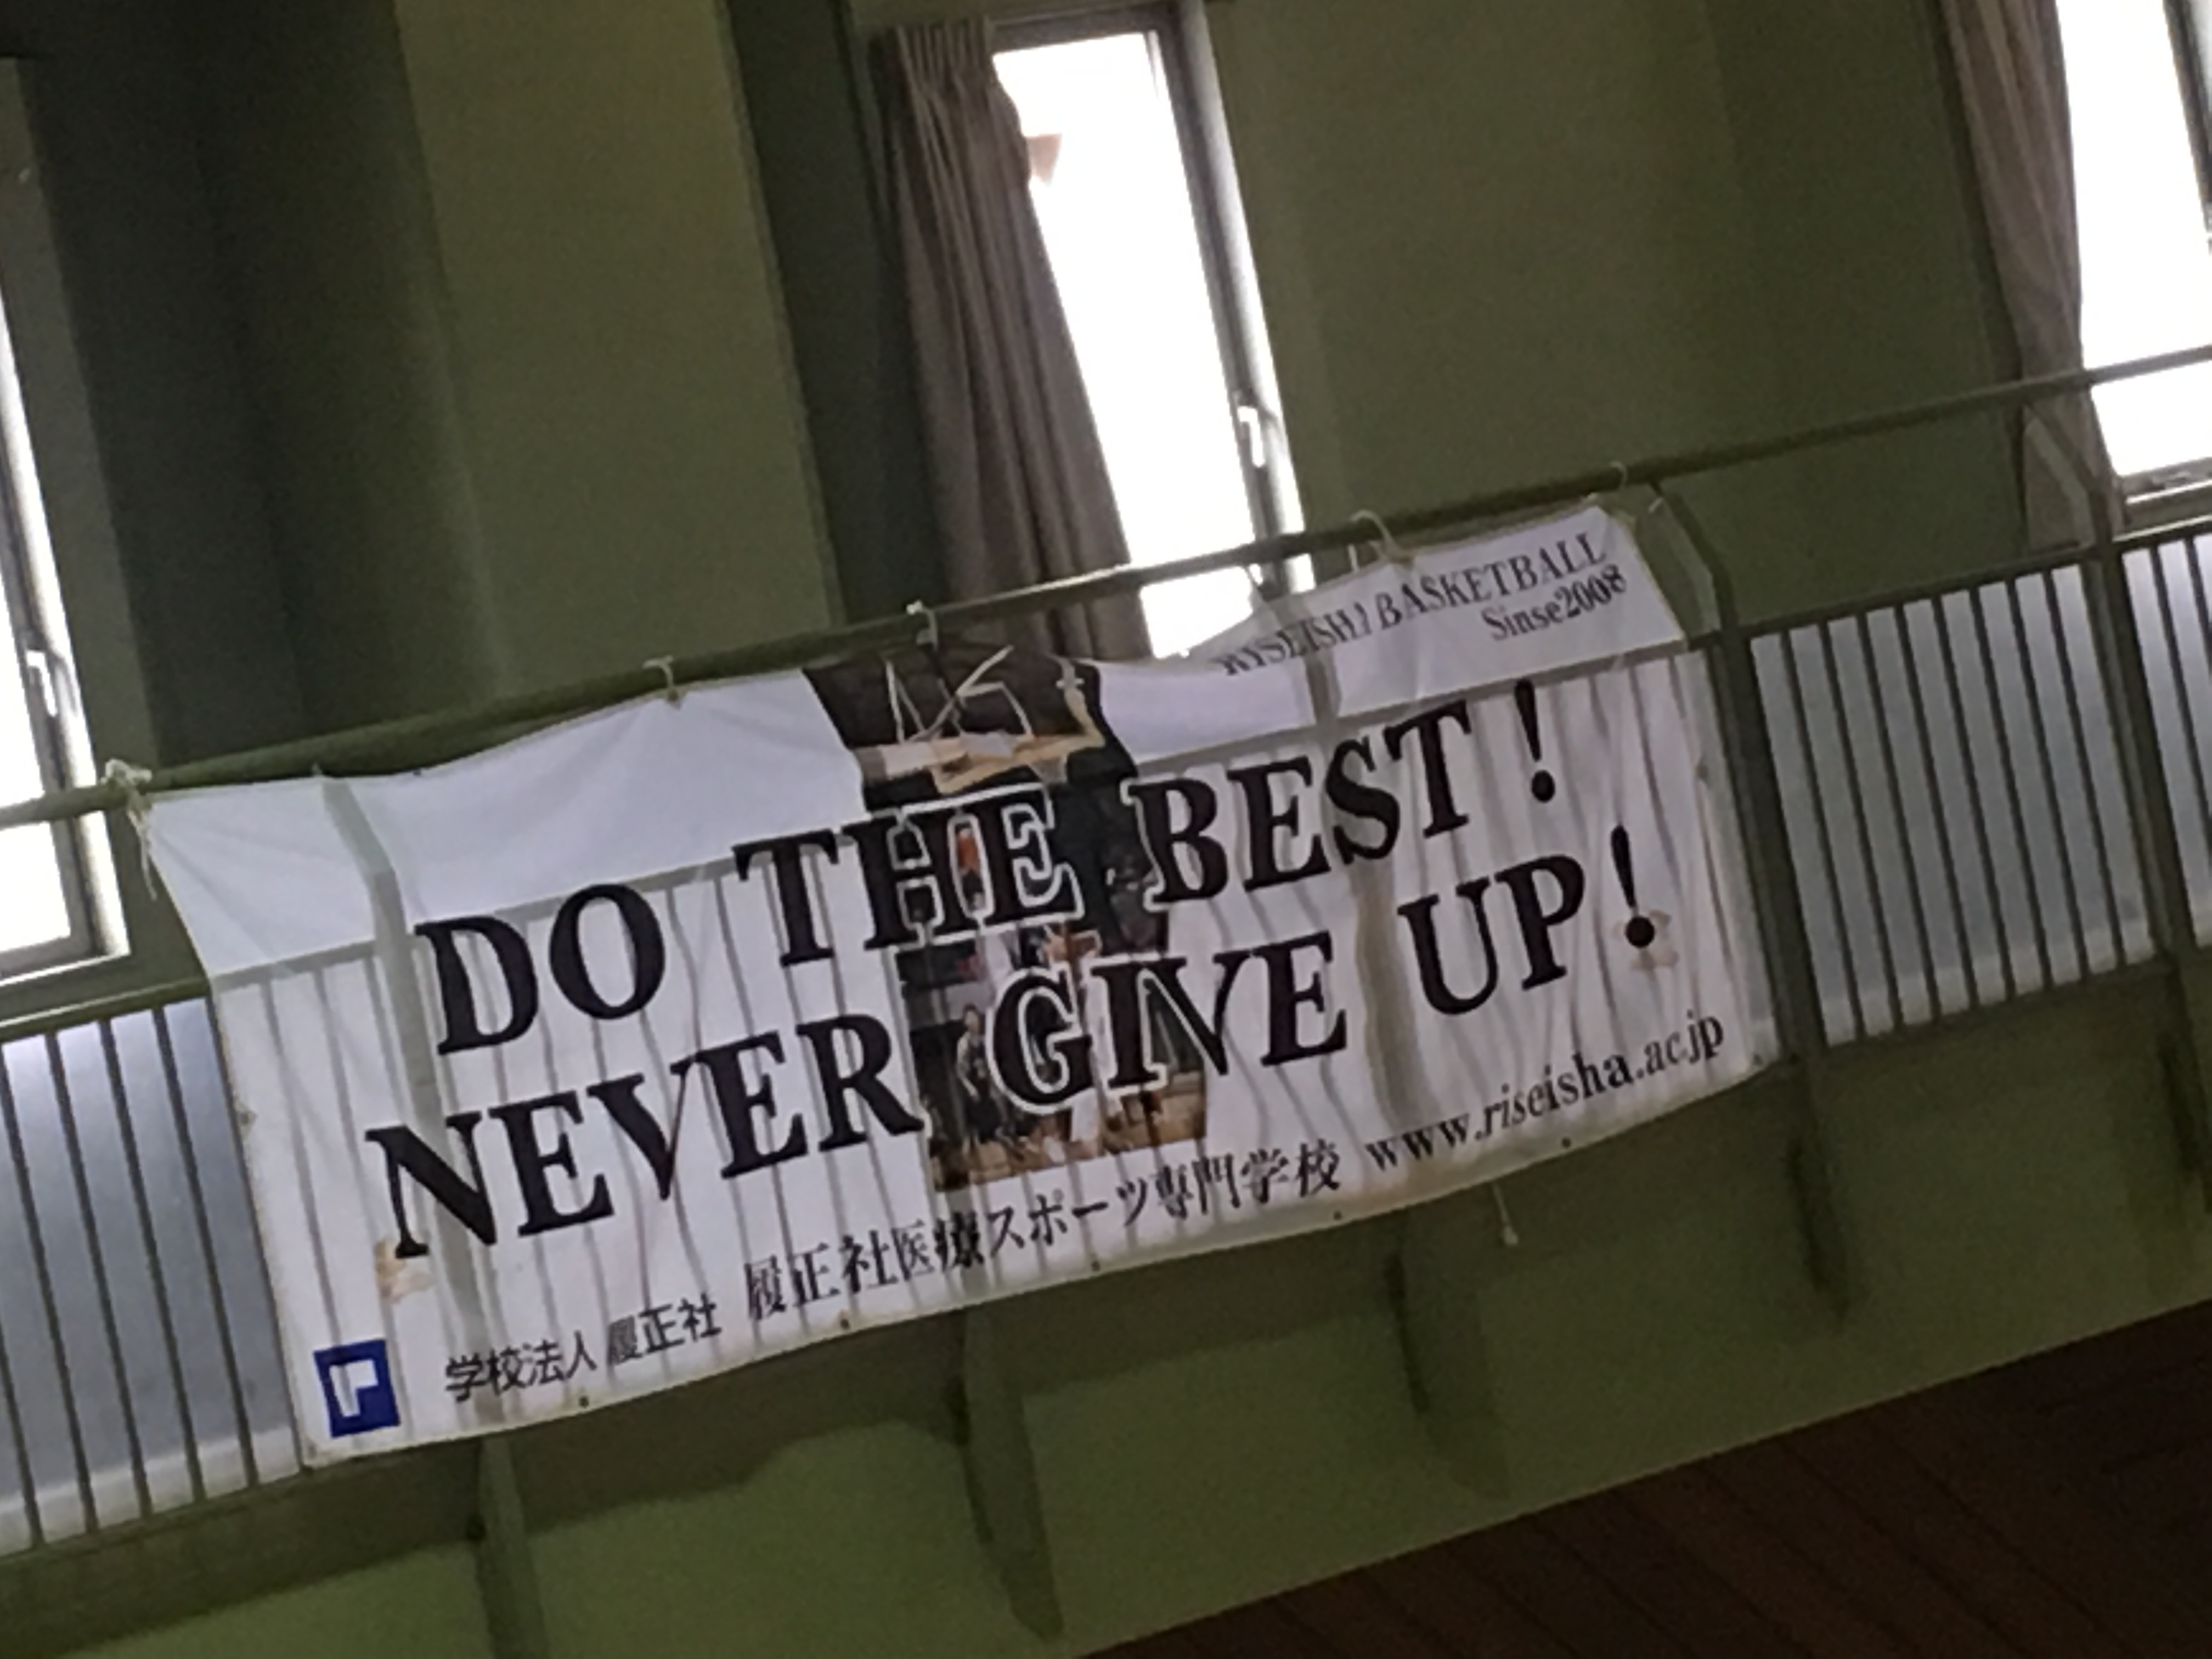 RYSEISHA BASKETBALL
Sinse2008
DO THE BEST!
NEVER GIVE UP!
学校法人 履正社 履正社医療スポーツ専門学校 www.riseisha.ac.jp